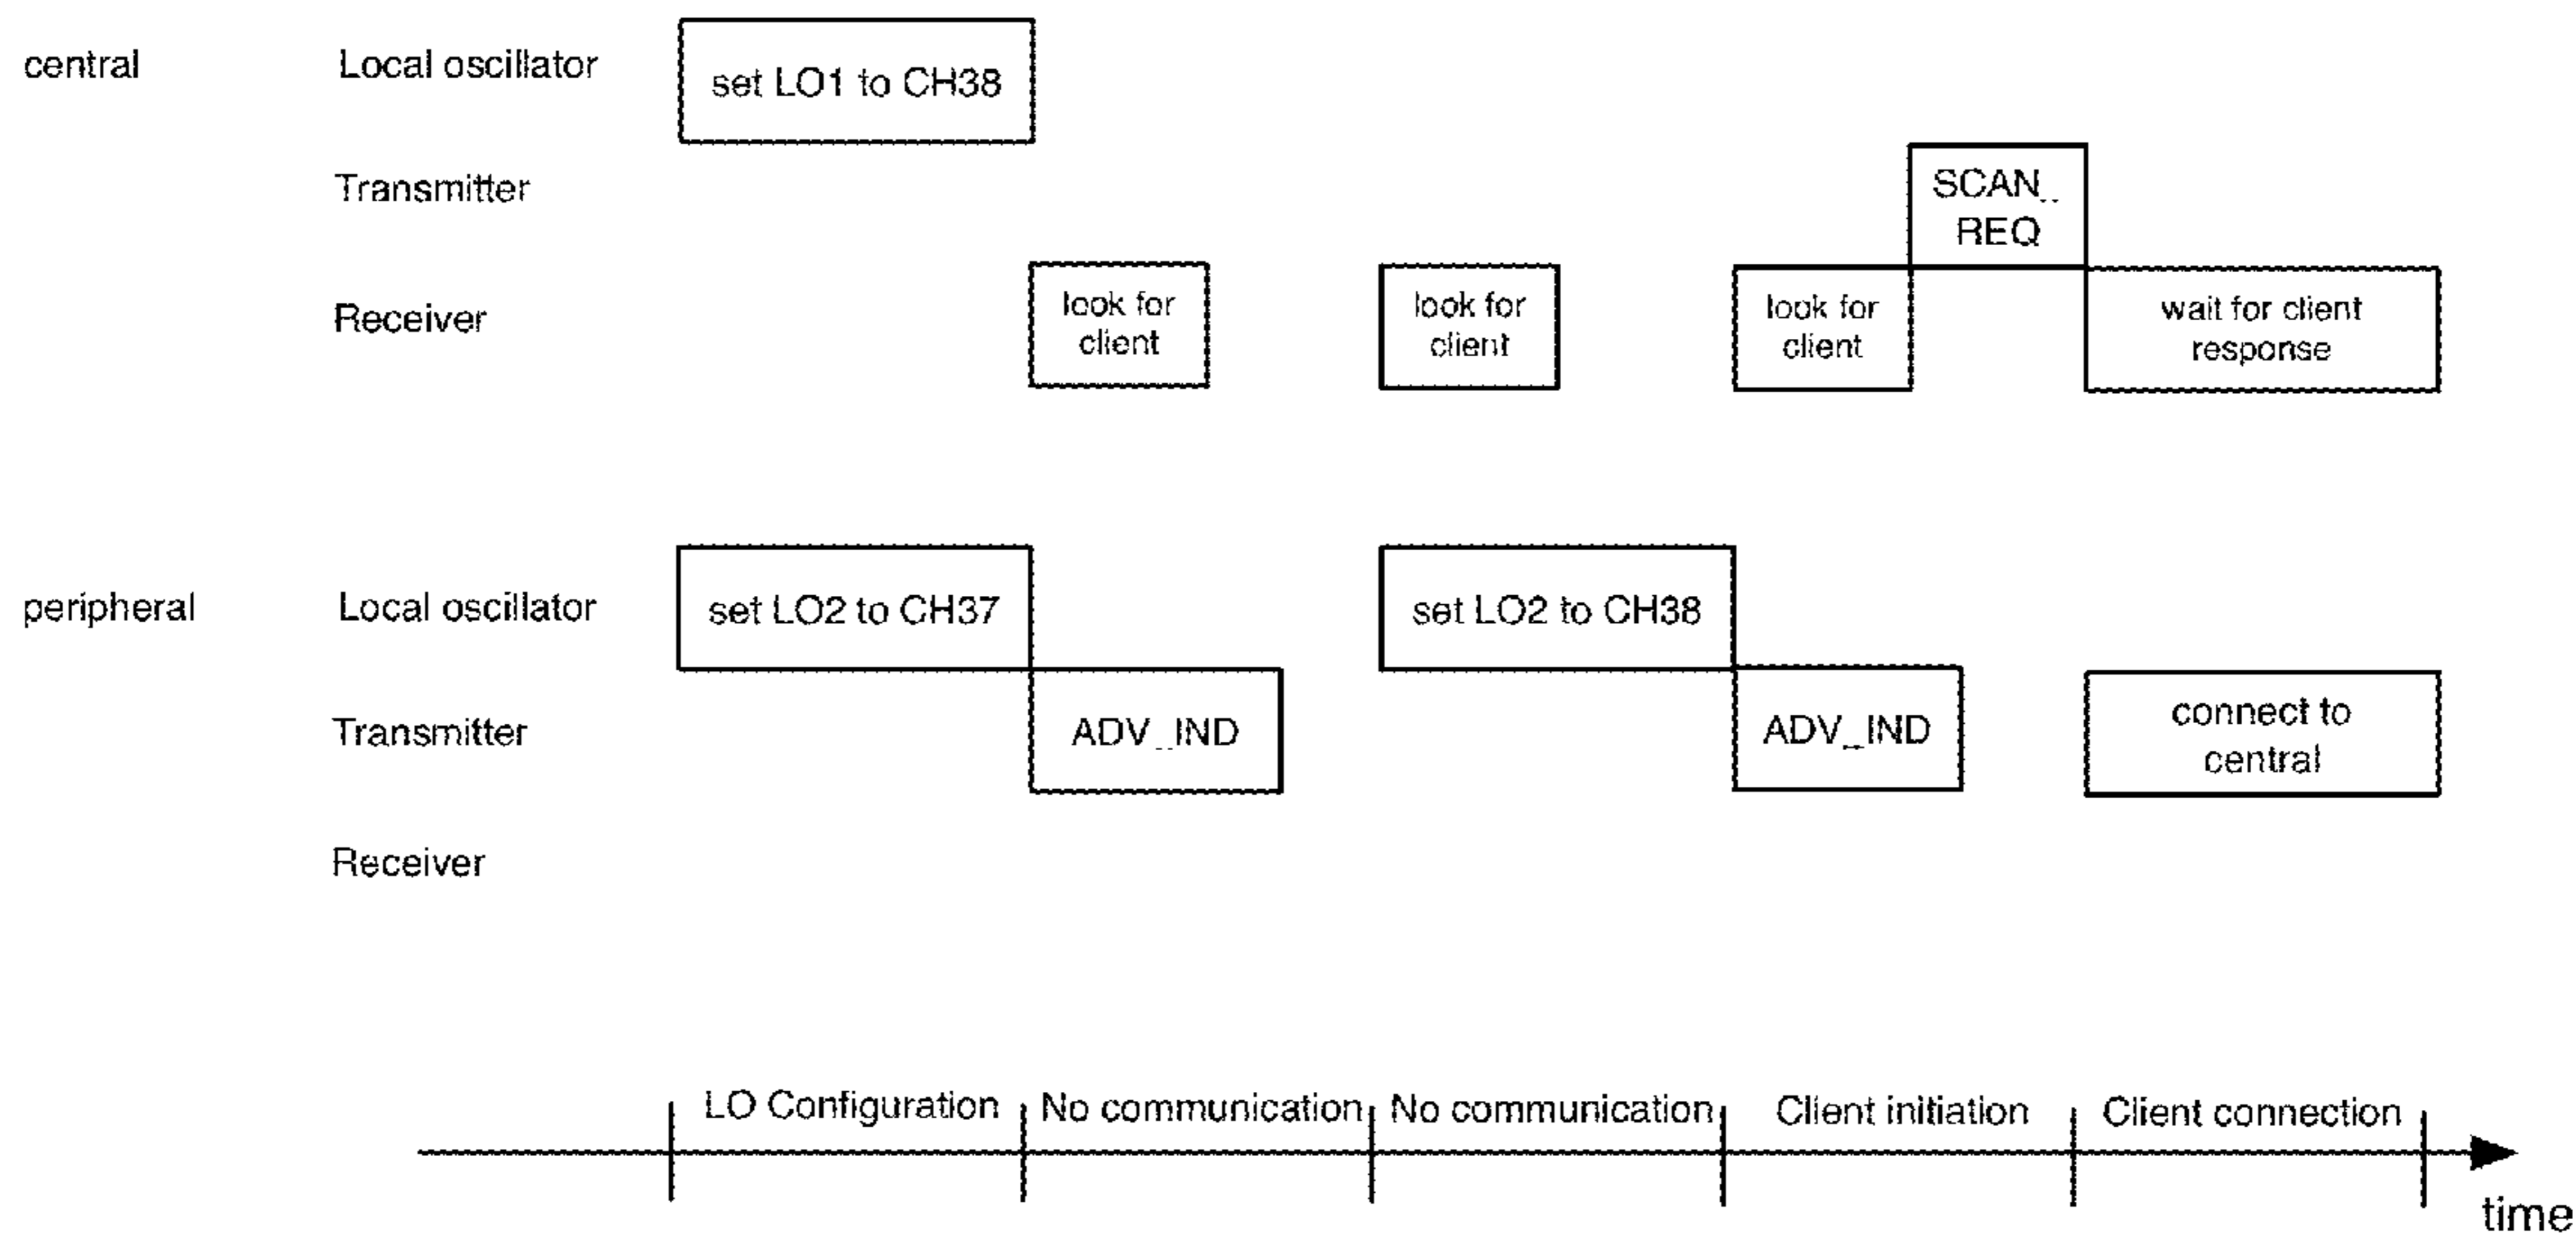 central
Local oscillator
set LO1 to CH38
Transmitter
SCAN_
REQ
Receiver
look for
client
look for
client
look for
client
wait for client
response
peripheral
Local oscillator
set LO2 to CH37
set LO2 to CH38
Transmitter
ADV_IND
ADV_IND
connect to
central
Receiver
LO Configuration
No communication
No communication
Client initiation
Client connection
time